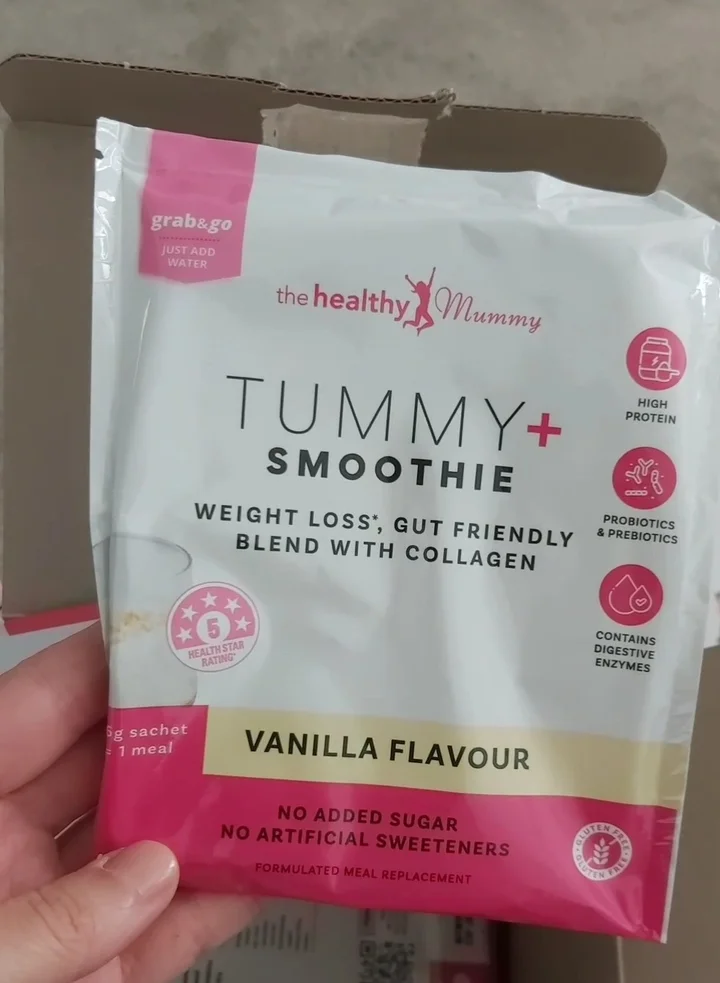 grab&go
JUST ADD
WATER
the healthy Mummy
TUMMY+
SMOOTHIE
WEIGHT LOSS*, GUT FRIENDLY
BLEND WITH COLLAGEN
HIGH
PROTEIN
PROBIOTICS
& PREBIOTICS
CONTAINS
DIGESTIVE
ENZYMES
5
HEALTH STAR
RATING*
sachet
= 1 meal
VANILLA FLAVOUR
NO ADDED SUGAR
NO ARTIFICIAL SWEETENERS
FORMULATED MEAL REPLACEMENT
GLUTEN FREE
GLUTEN FREE